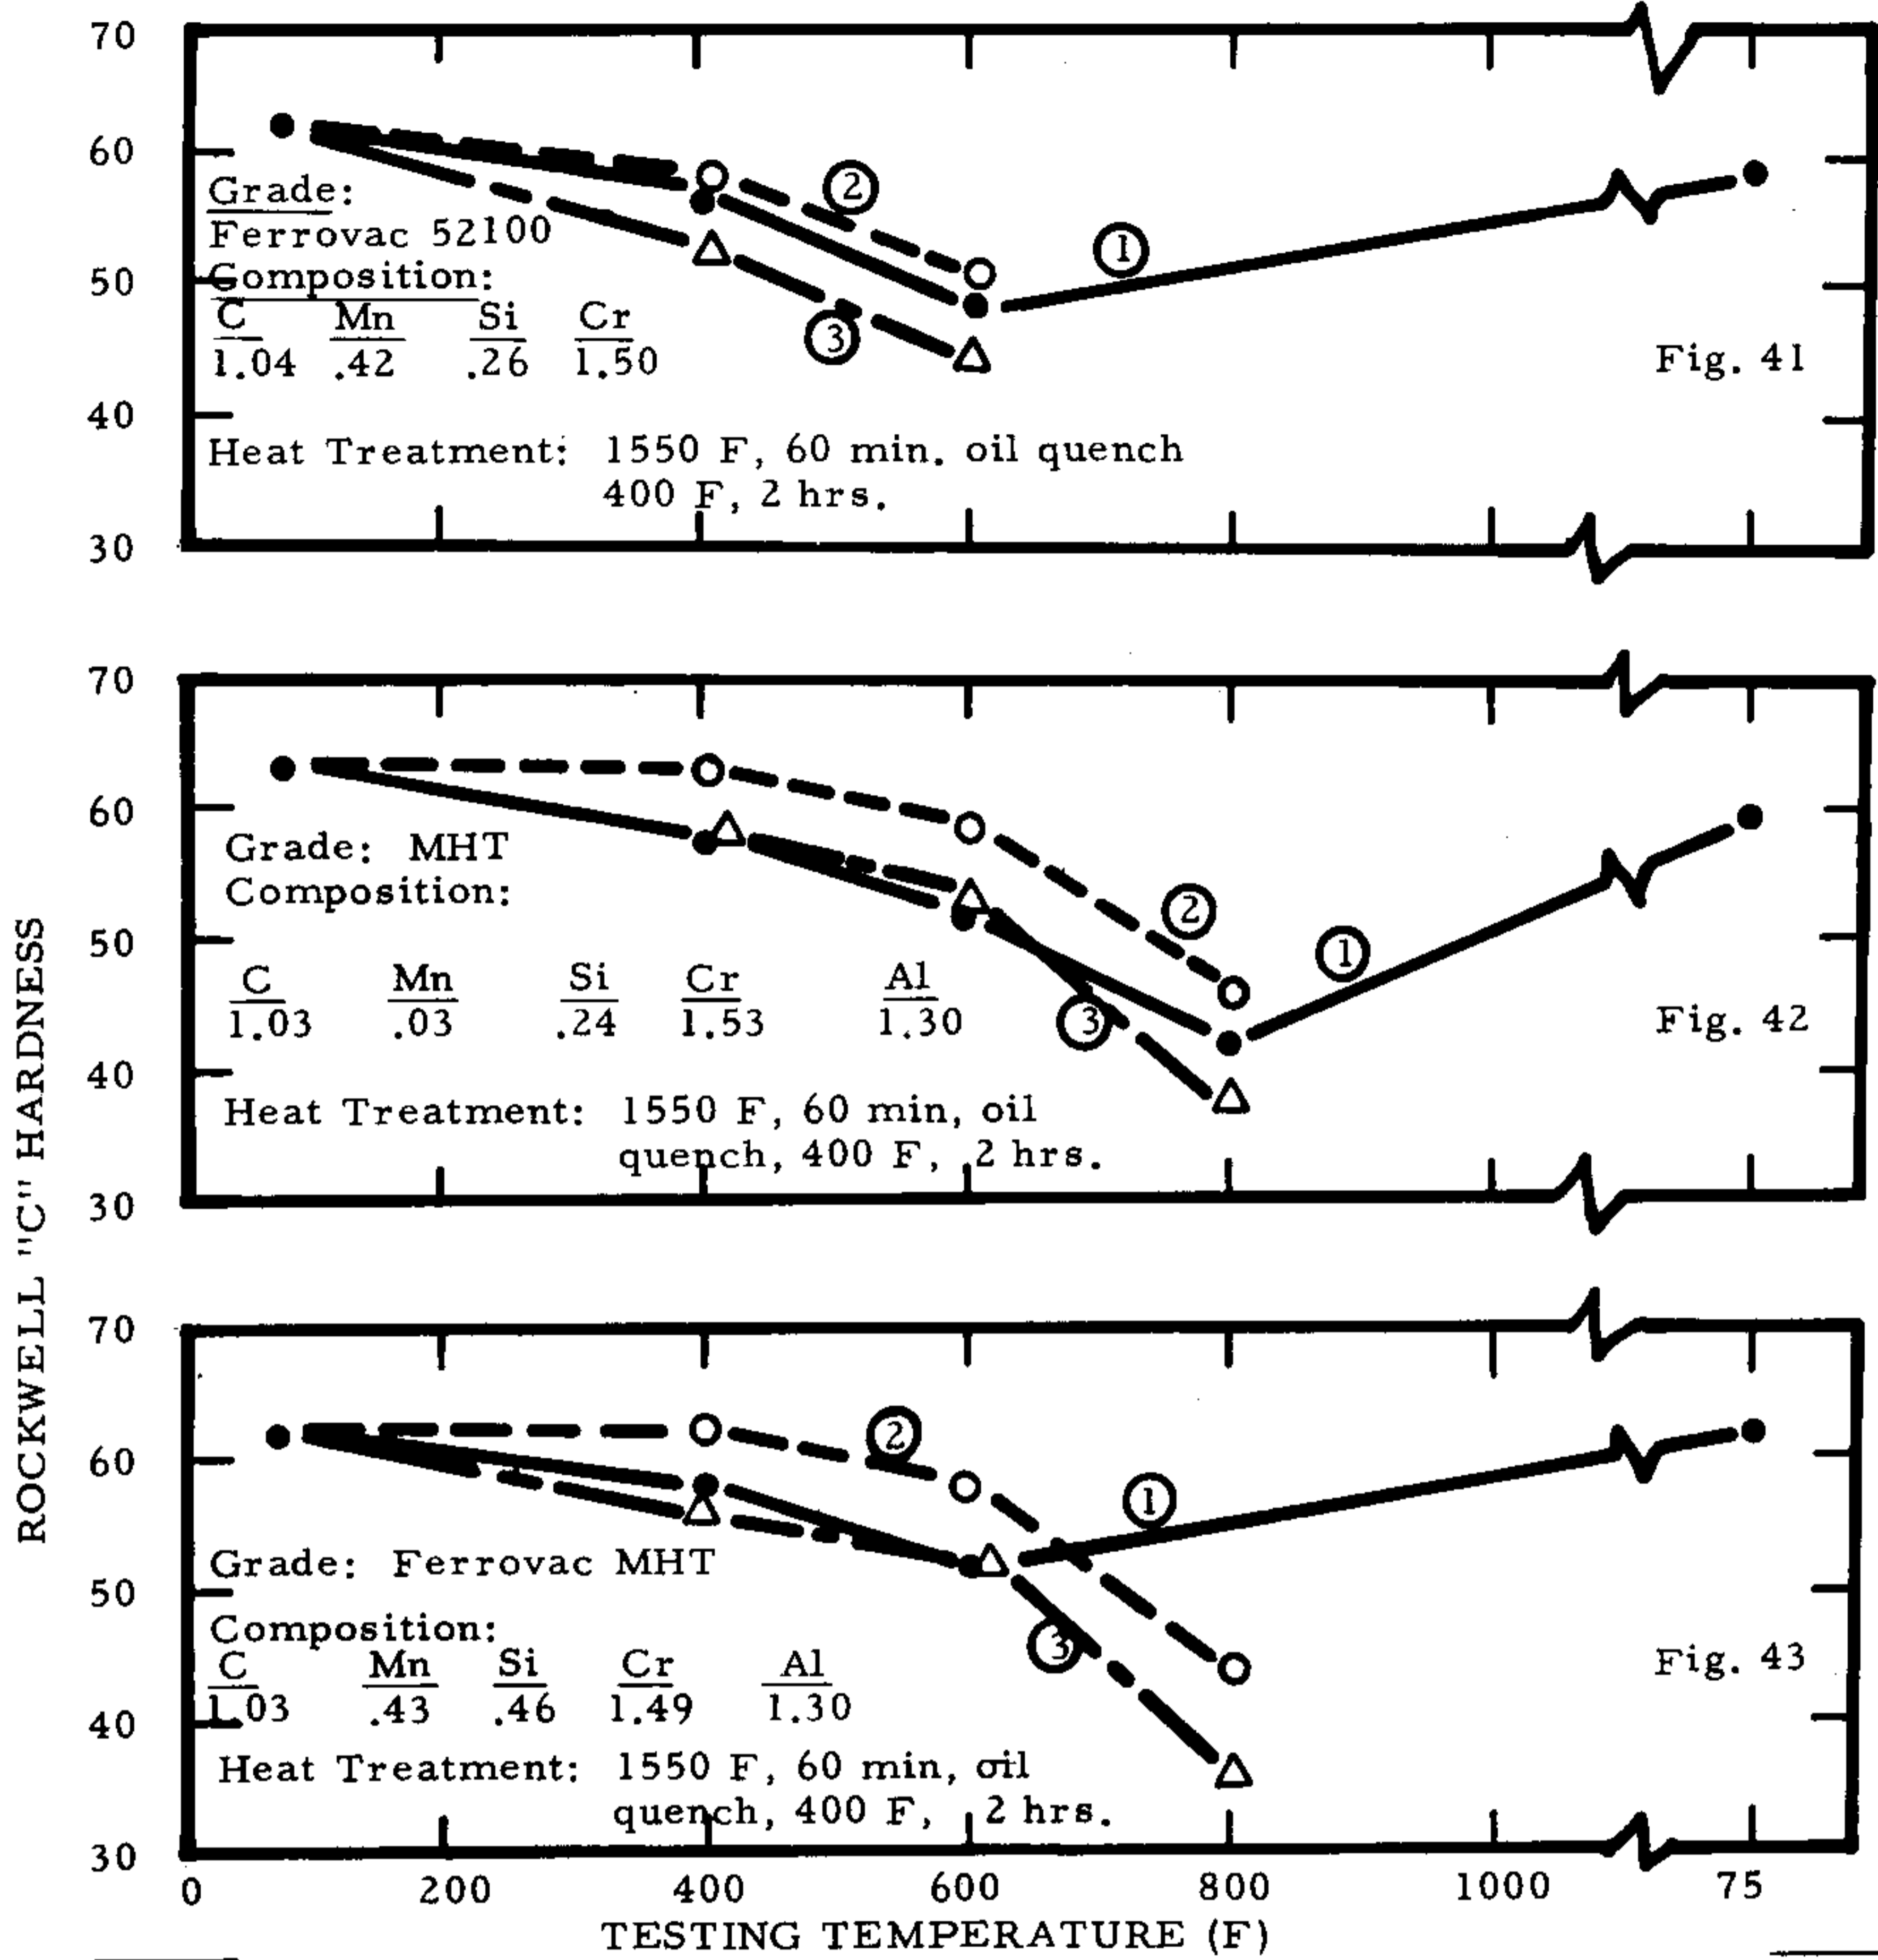 ROCKWELL "C" HARDNESS
70
60
50
40
30
Grade:
Ferrovac 52100
Composition:
C Mn Si Cr
1.04 .42 .26 1.50
Heat Treatment: 1550 F, 60 min. oil quench
400 F, 2 hrs.
2
1
3
Fig. 41
70
60
50
40
30
Grade: MHT
Composition:
C Mn Si Cr Al
1.03 .03 .24 1.53 1.30
Heat Treatment: 1550 F, 60 min, oil
quench, 400 F, 2 hrs.
2
1
3
Fig. 42
70
60
50
40
30
Grade: Ferrovac MHT
Composition:
C Mn Si Cr Al
1.03 .43 .46 1.49 1.30
Heat Treatment: 1550 F, 60 min, oil
quench, 400 F, 2 hrs.
2
1
3
Fig. 43
0 200 400 600 800 1000 75
TESTING TEMPERATURE (F)